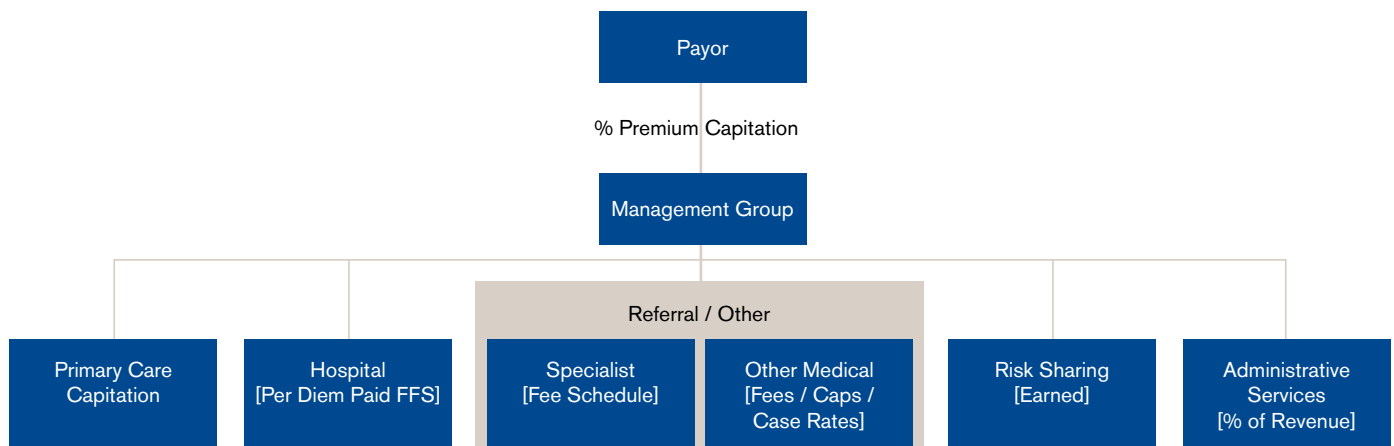 Payor
% Premium Capitation
Management Group
Referral / Other
Primary Care
Capitation
Hospital
[Per Diem Paid FFS]
Specialist
[Fee Schedule]
Other Medical
[Fees / Caps /
Case Rates]
Risk Sharing
[Earned]
Administrative
Services
[% of Revenue]